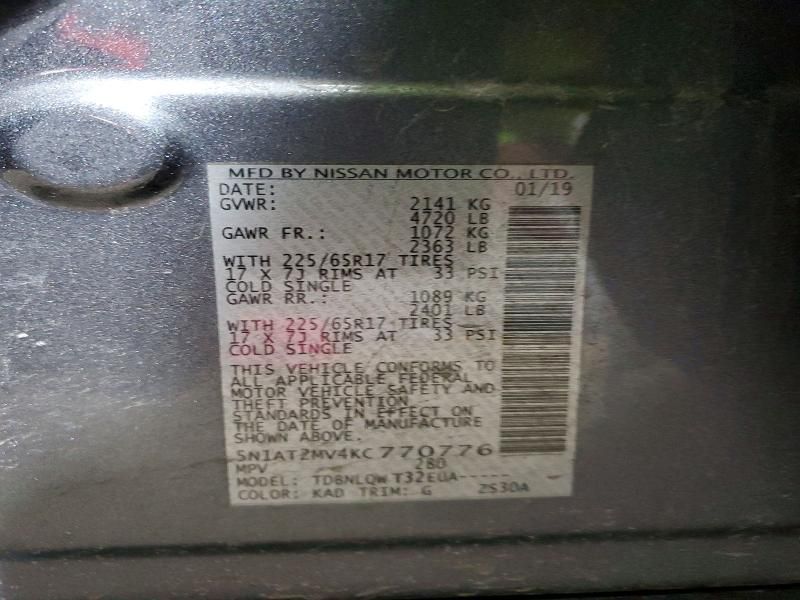 MFD BY NISSAN MOTOR CO., LTD.
DATE: 01/19
GVWR: 2141 KG
4720 LB
GAWR FR.: 1072 KG
2363 LB
WITH 225/65R17 TIRES
17 X 7J RIMS AT 33 PSI
COLD SINGLE
GAWR RR.: 1089 KG
2401 LB
WITH 225/65R17 TIRES
17 X 7J RIMS AT 33 PSI
COLD SINGLE
THIS VEHICLE CONFORMS TO
ALL APPLICABLE FEDERAL
MOTOR VEHICLE SAFETY AND
THEFT PREVENTION
STANDARDS IN EFFECT ON
THE DATE OF MANUFACTURE
SHOWN ABOVE.
5N1AT2MV4KC770776
MPV 280
MODEL: TDBNLQW T32EUA-----
COLOR: KAD TRIM: G 2S30A